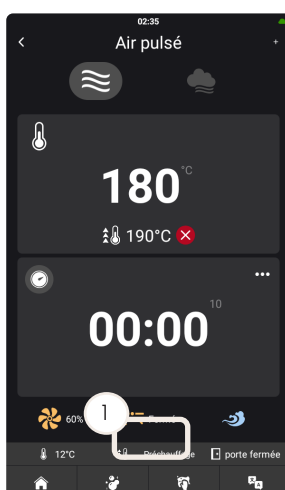 02:35
Air pulsé
+
180 °C
190°C
10
00:00
60%
1
12°C
Préchauffage
porte fermée